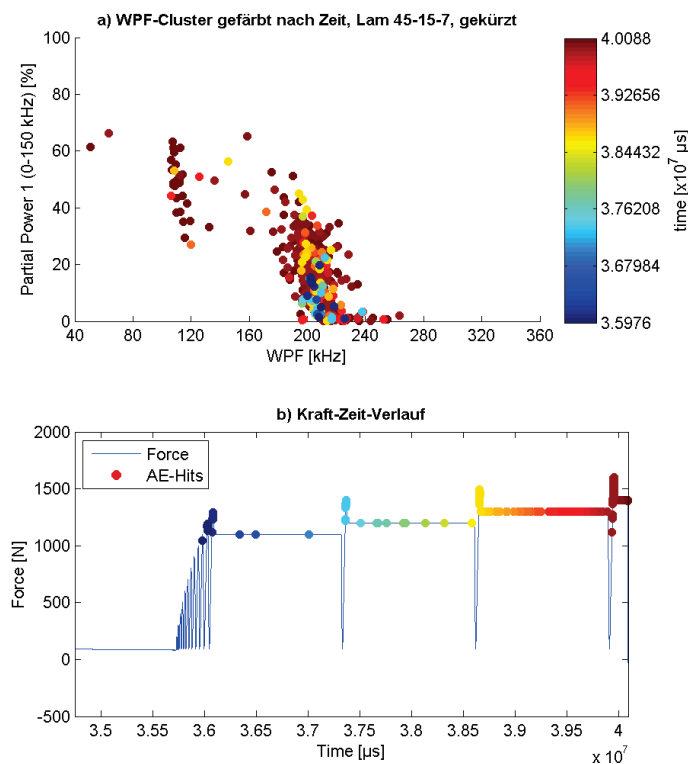 a) WPF-Cluster gefärbt nach Zeit, Lam 45-15-7, gekürzt
Partial Power 1 (0-150 kHz) [%]
100
80
60
40
20
0
40 80 120 160 200 240 280 320 360
WPF [kHz]
4.0088
3.92656
3.84432
3.76208
3.67984
3.5976
time [x10⁷ µs]
b) Kraft-Zeit-Verlauf
Force [N]
2000
1500
1000
500
0
-500
Force
AE-Hits
3.5 3.55 3.6 3.65 3.7 3.75 3.8 3.85 3.9 3.95 4
Time [µs]
x 10⁷